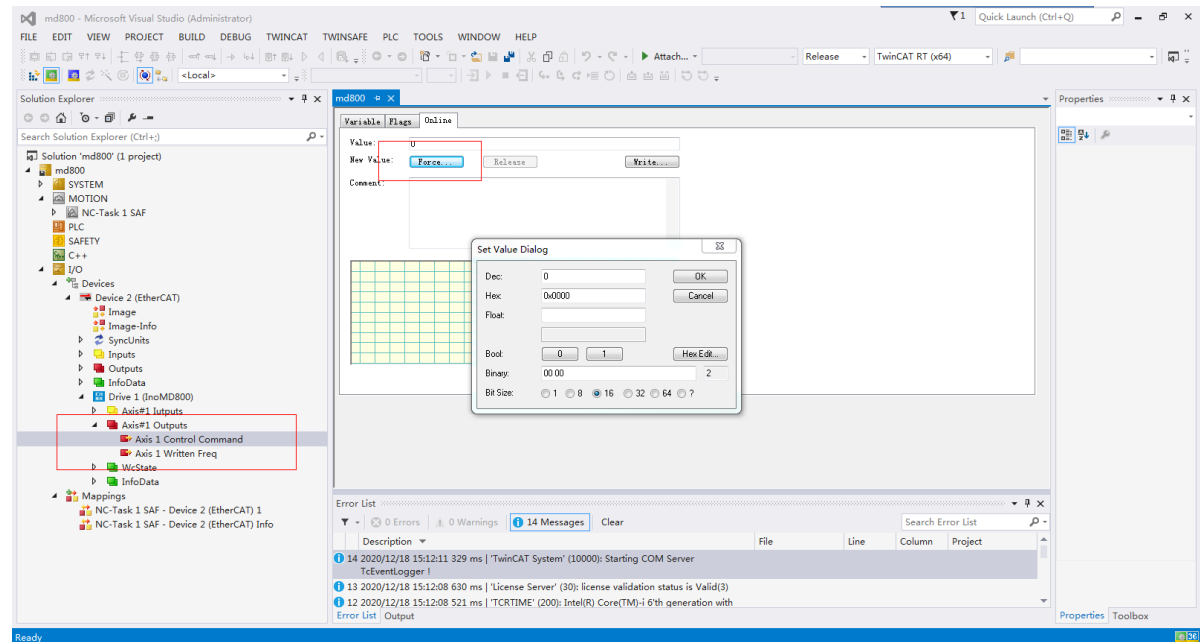 md800 - Microsoft Visual Studio (Administrator)
1 Quick Launch (Ctrl+Q)
FILE EDIT VIEW PROJECT BUILD DEBUG TWINCAT TWINSAFE PLC TOOLS WINDOW HELP
Attach... Release TwinCAT RT (x64)
<Local>
Solution Explorer
Search Solution Explorer (Ctrl+;)
Solution 'md800' (1 project)
md800
SYSTEM
MOTION
NC-Task 1 SAF
PLC
SAFETY
C++
I/O
Devices
Device 2 (EtherCAT)
Image
Image-Info
SyncUnits
Inputs
Outputs
InfoData
Drive 1 (InoMD800)
Axis#1 Iutputs
Axis#1 Outputs
Axis 1 Control Command
Axis 1 Written Freq
WcState
InfoData
Mappings
NC-Task 1 SAF - Device 2 (EtherCAT) 1
NC-Task 1 SAF - Device 2 (EtherCAT) Info
md800
Variable Flags Online
Value: 0
New Value: Force... Release Write...
Comment:
Set Value Dialog
Dec: 0 OK
Hex: 0x0000 Cancel
Float:
Bool: 0 1 Hex Edit...
Binary: 00 00 2
Bit Size: 1 8 16 32 64 ?
Properties
Error List
0 Errors 0 Warnings 14 Messages Clear Search Error List
Description File Line Column Project
14 2020/12/18 15:12:11 329 ms | 'TwinCAT System' (10000): Starting COM Server
TcEventLogger !
13 2020/12/18 15:12:08 630 ms | 'License Server' (30): license validation status is Valid(3)
12 2020/12/18 15:12:08 521 ms | 'TCRTIME' (200): Intel(R) Core(TM)-i 6'th generation with
Error List Output
Properties Toolbox
Ready
36